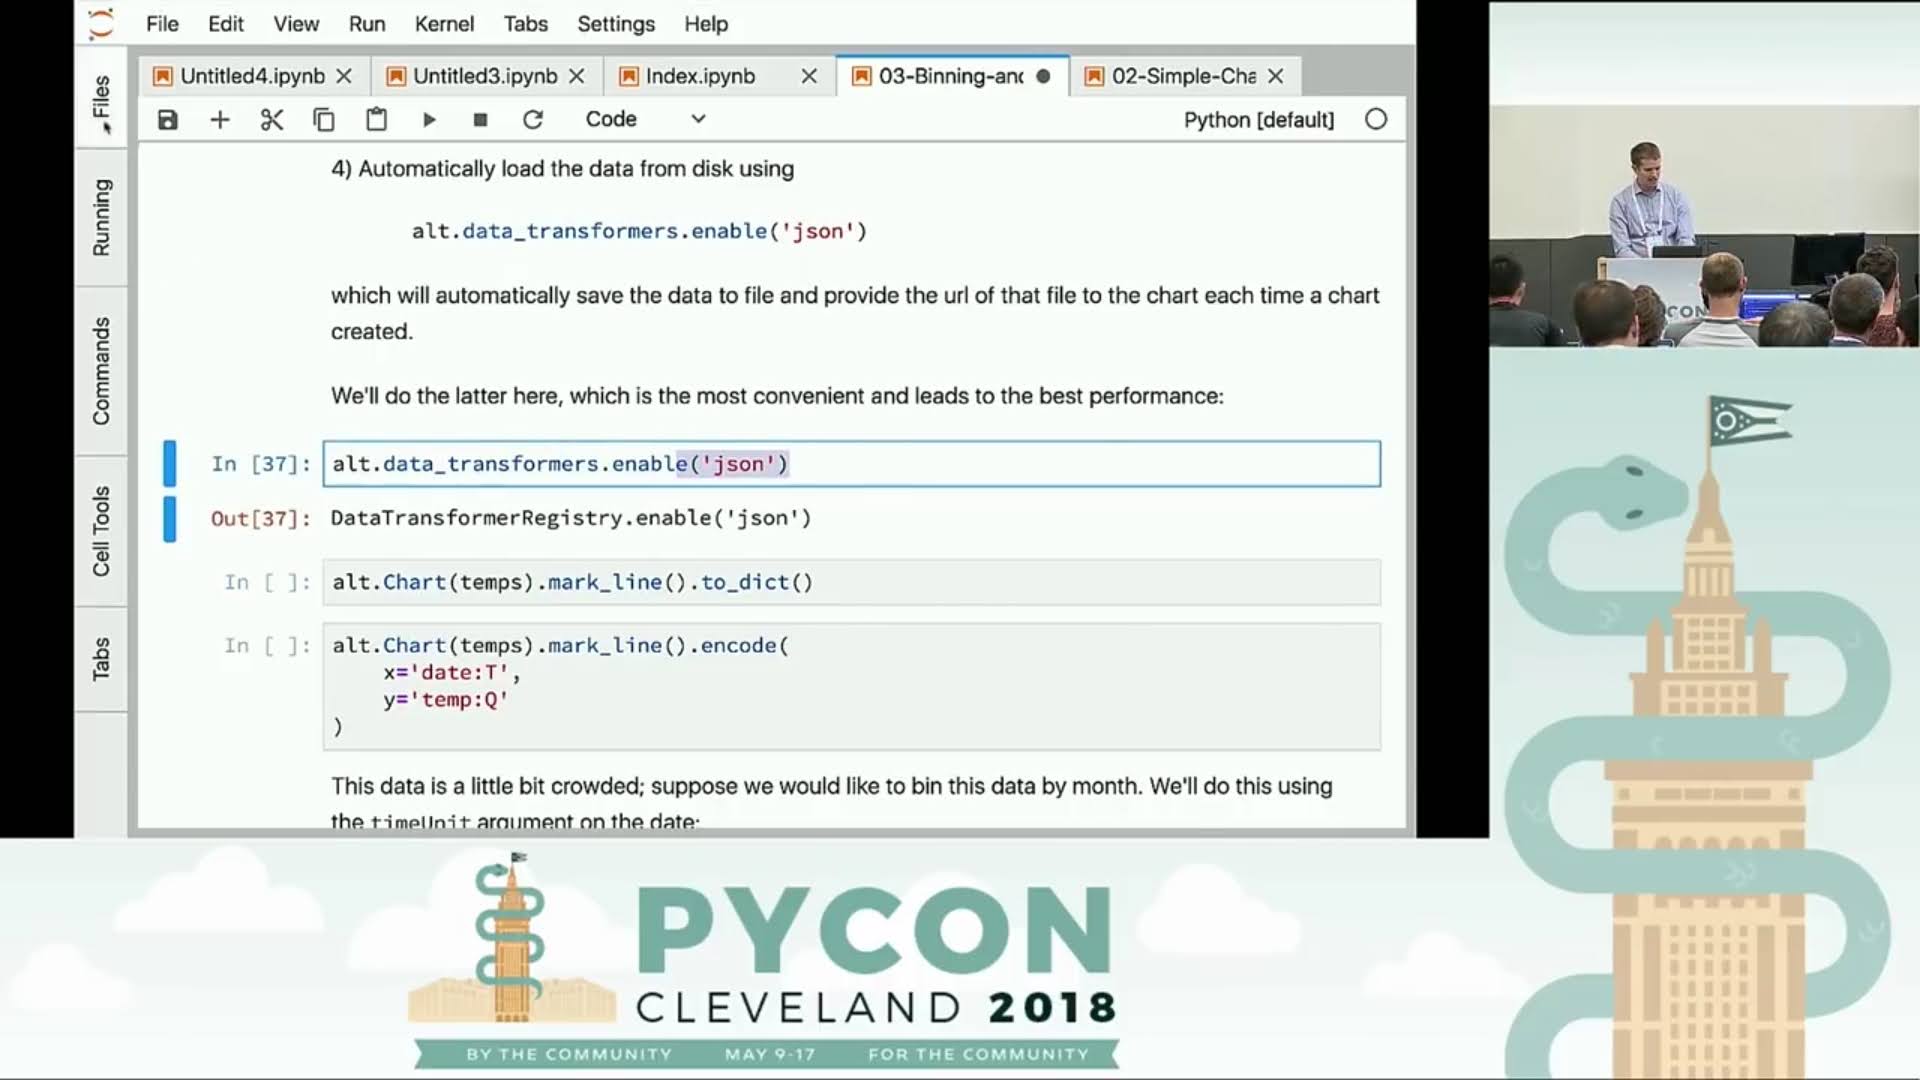 File Edit View Run Kernel Tabs Settings Help
Untitled4.ipynb Untitled3.ipynb Index.ipynb 03-Binning-and 02-Simple-Cha
Code Python [default]
Files
Running
Commands
Cell Tools
Tabs
4) Automatically load the data from disk using
alt.data_transformers.enable('json')
which will automatically save the data to file and provide the url of that file to the chart each time a chart
created.
We'll do the latter here, which is the most convenient and leads to the best performance:
In [37]: alt.data_transformers.enable('json')
Out[37]: DataTransformerRegistry.enable('json')
In [ ]: alt.Chart(temps).mark_line().to_dict()
In [ ]: alt.Chart(temps).mark_line().encode(
x='date:T',
y='temp:Q'
)
This data is a little bit crowded; suppose we would like to bin this data by month. We'll do this using
the timeUnit argument on the date:
PYCON
CLEVELAND 2018
BY THE COMMUNITY MAY 9-17 FOR THE COMMUNITY